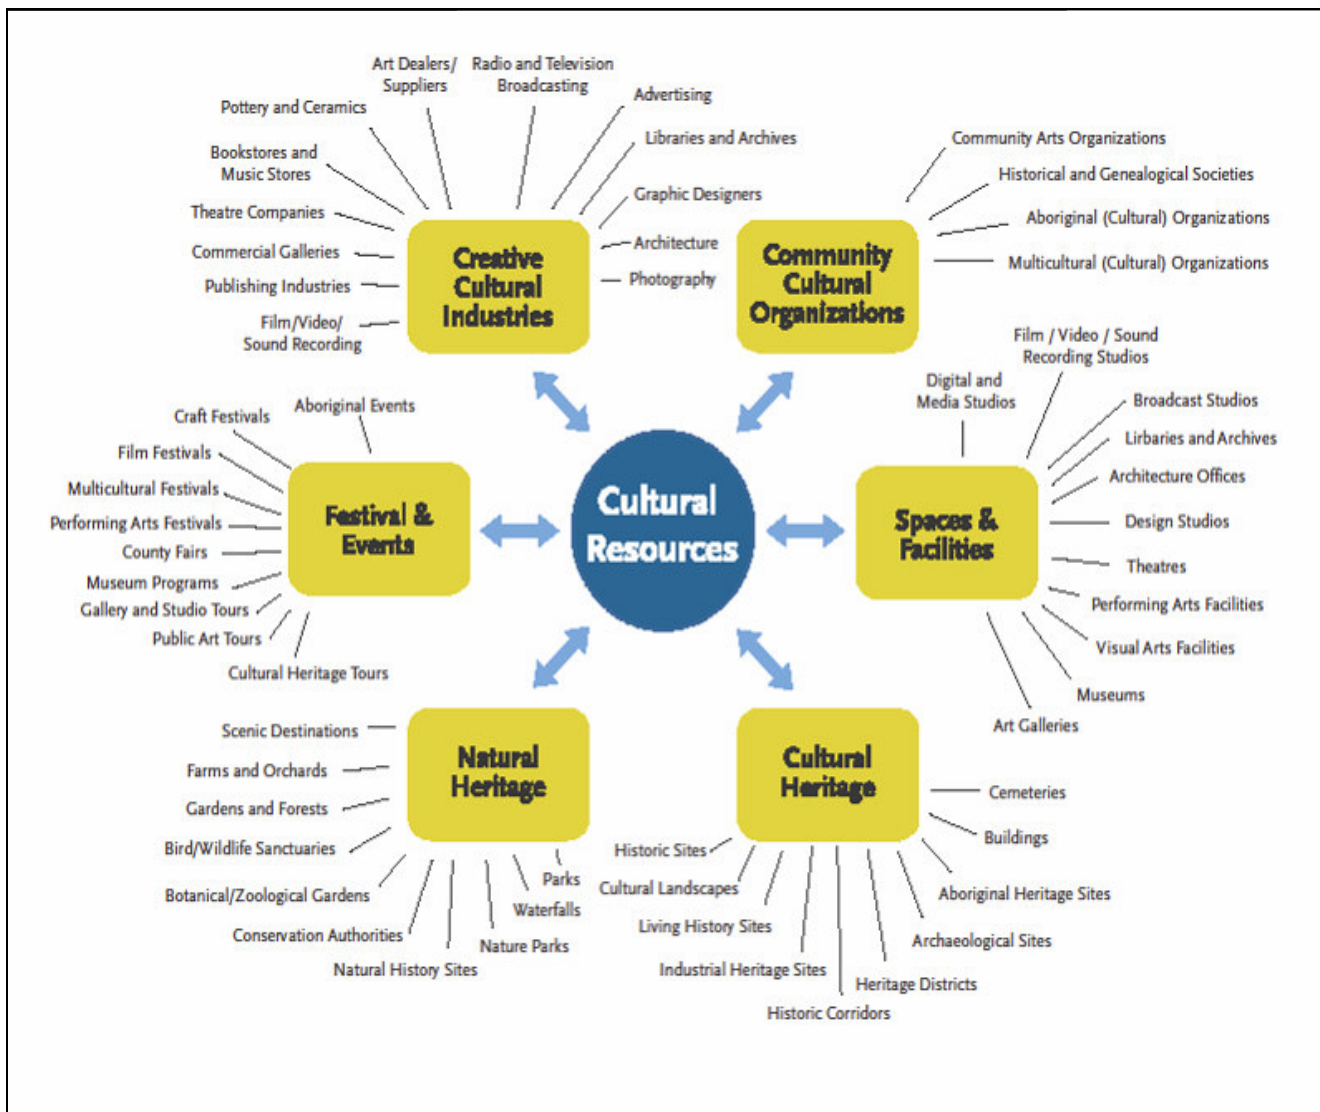 Art Dealers/
Suppliers
Radio and Television
Broadcasting
Pottery and Ceramics
Advertising
Bookstores and
Music Stores
Libraries and Archives
Theatre Companies
Graphic Designers
Commercial Galleries
Architecture
Publishing Industries
Photography
Film/Video/
Sound Recording
Creative
Cultural
Industries
Community Arts Organizations
Historical and Genealogical Societies
Aboriginal (Cultural) Organizations
Multicultural (Cultural) Organizations
Community
Cultural
Organizations
Aboriginal Events
Craft Festivals
Film Festivals
Multicultural Festivals
Performing Arts Festivals
County Fairs
Museum Programs
Gallery and Studio Tours
Public Art Tours
Cultural Heritage Tours
Festival &
Events
Cultural
Resources
Film / Video / Sound
Recording Studios
Digital and
Media Studios
Broadcast Studios
Lirbaries and Archives
Architecture Offices
Design Studios
Theatres
Performing Arts Facilities
Visual Arts Facilities
Museums
Art Galleries
Spaces &
Facilities
Scenic Destinations
Farms and Orchards
Gardens and Forests
Bird/Wildlife Sanctuaries
Botanical/Zoological Gardens
Conservation Authorities
Natural History Sites
Nature Parks
Waterfalls
Parks
Natural
Heritage
Cultural
Heritage
Cemeteries
Buildings
Aboriginal Heritage Sites
Archaeological Sites
Heritage Districts
Historic Corridors
Industrial Heritage Sites
Living History Sites
Cultural Landscapes
Historic Sites